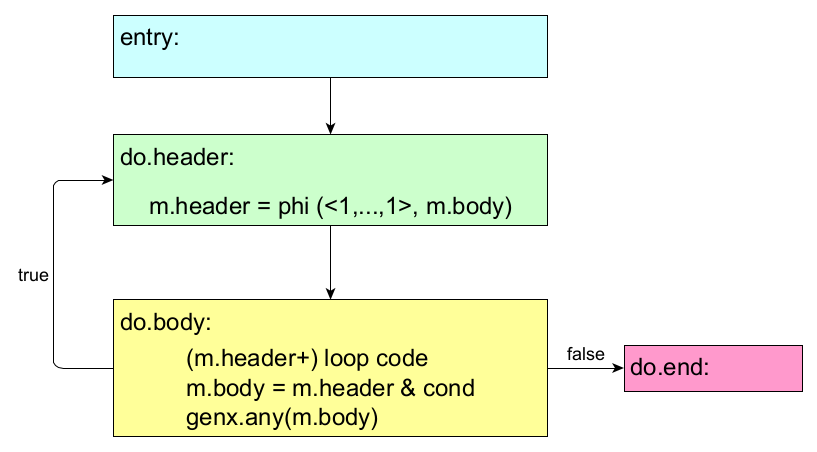 entry:
do.header:
m.header = phi (<1,...,1>, m.body)
true
do.body:
(m.header+) loop code
m.body = m.header & cond
genx.any(m.body)
false
do.end: